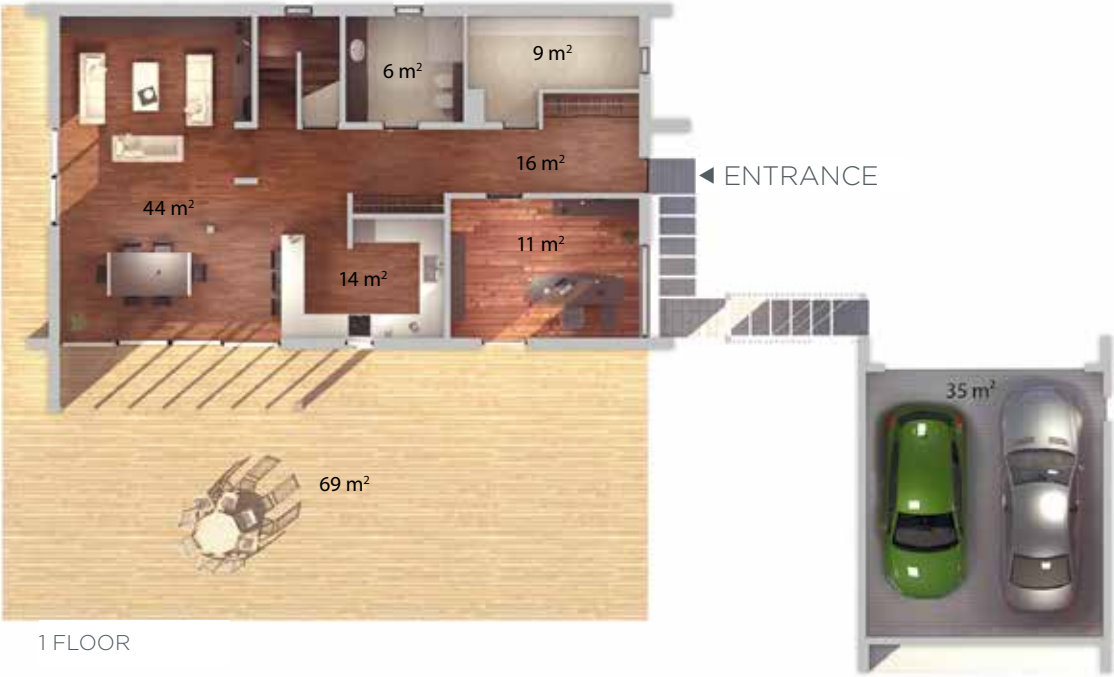 9 m²
6 m²
16 m²
◄ ENTRANCE
44 m²
11 m²
14 m²
35 m²
69 m²
1 FLOOR